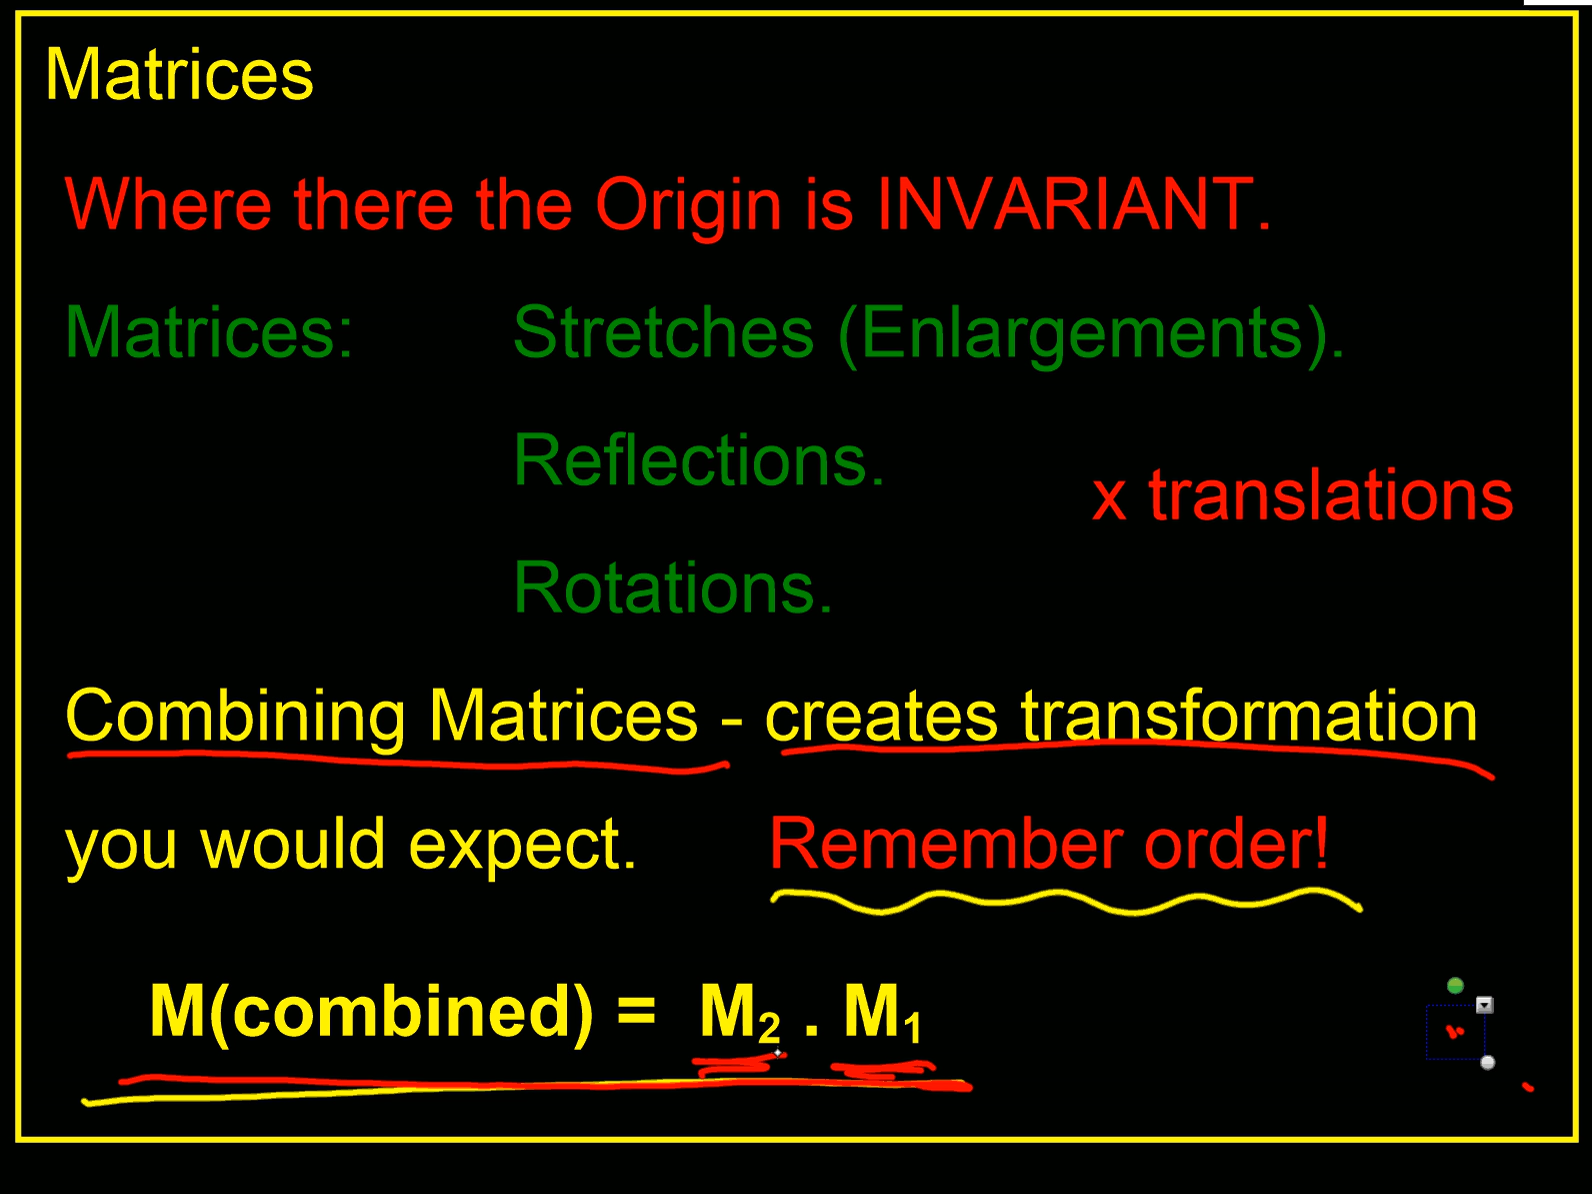 Matrices
Where there the Origin is INVARIANT.
Matrices: Stretches (Enlargements).
Reflections.
x translations
Rotations.
Combining Matrices - creates transformation
you would expect. Remember order!
M(combined) = M₂ . M₁